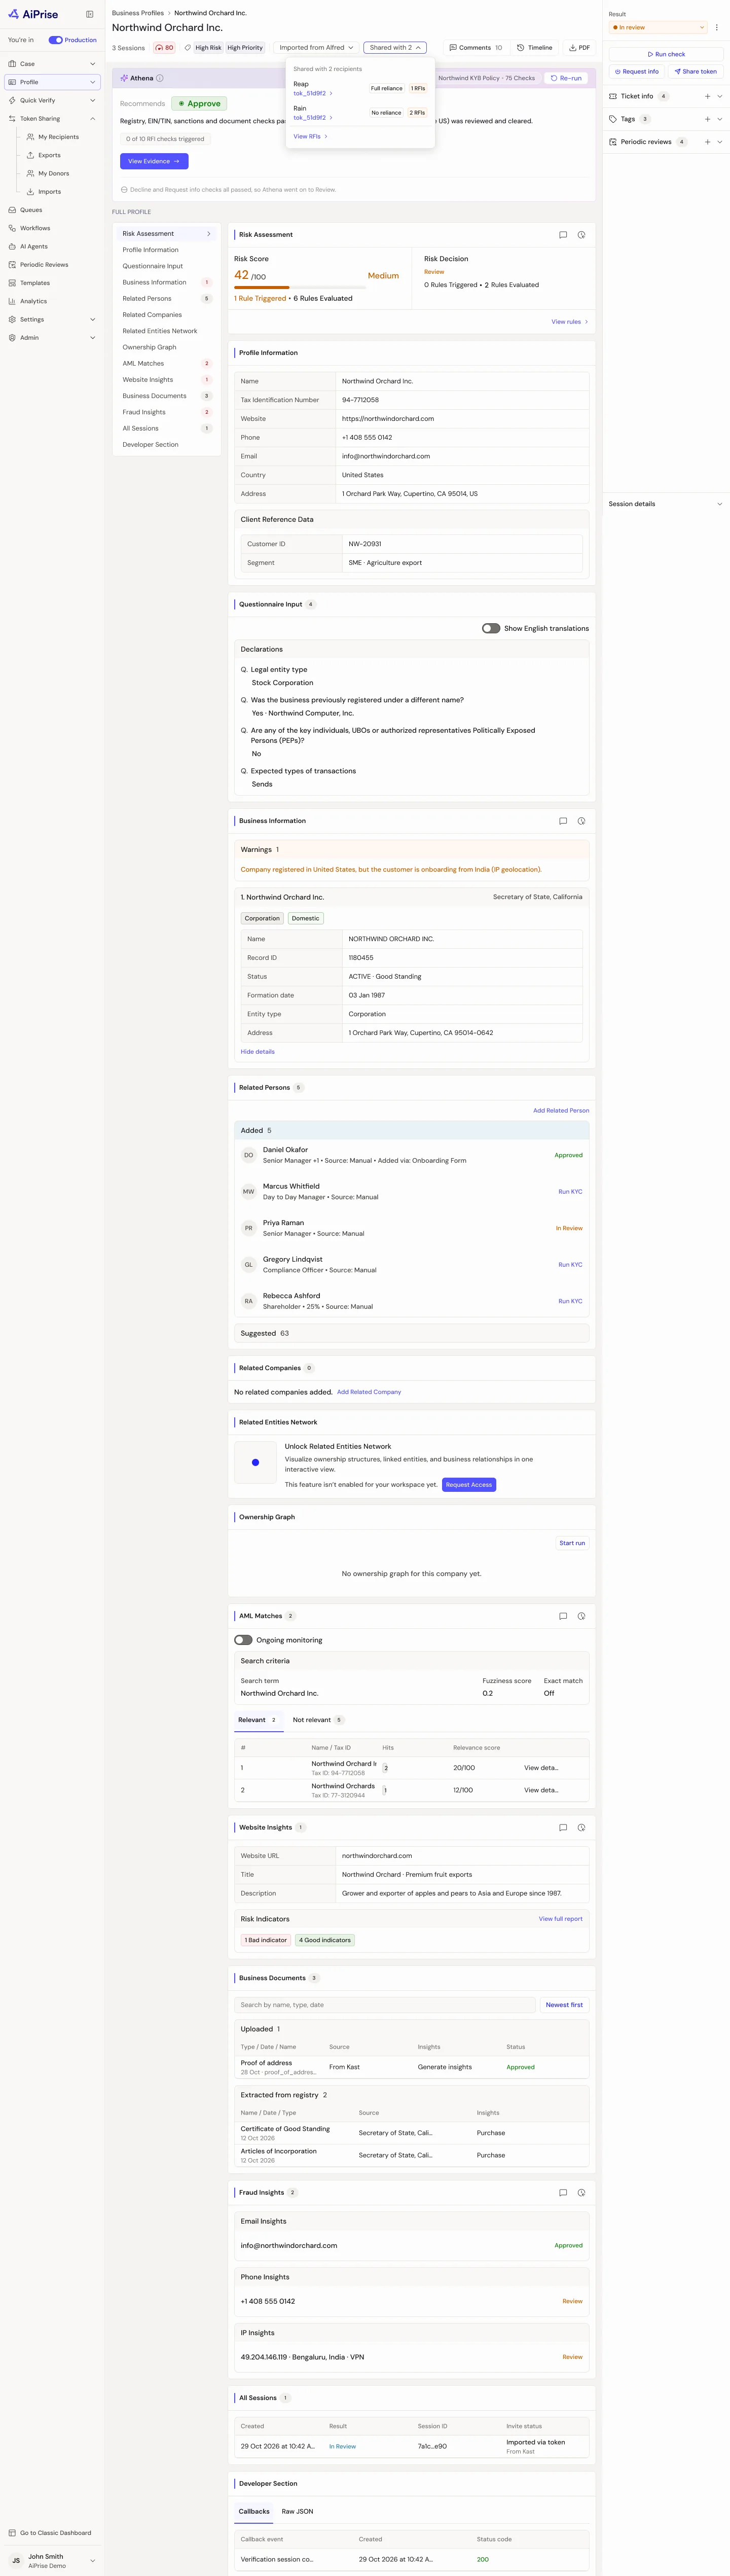 AiPrise
You're in
Production
Case
Profile
Quick Verify
Token Sharing
My Recipients
Exports
My Donors
Imports
Queues
Workflows
AI Agents
Periodic Reviews
Templates
Analytics
Settings
Admin
Go to Classic Dashboard
JS
John Smith
AiPrise Demo
Business Profiles > Northwind Orchard Inc.
Northwind Orchard Inc.
3 Sessions
80
High Risk
High Priority
Imported from Alfred
Shared with 2
Comments 10
Timeline
PDF
Shared with 2 recipients
Reap
tok_51d9f2 >
Full reliance
1 RFIs
Rain
tok_51d9f2 >
No reliance
2 RFIs
View RFIs >
Athena
Northwind KYB Policy · 75 Checks
Re-run
Recommends
Approve
Registry, EIN/TIN, sanctions and document checks pas
US) was reviewed and cleared.
0 of 10 RFI checks triggered
View Evidence →
Decline and Request info checks all passed, so Athena went on to Review.
FULL PROFILE
Risk Assessment
Profile Information
Questionnaire Input
Business Information 1
Related Persons 5
Related Companies
Related Entities Network
Ownership Graph
AML Matches 2
Website Insights 1
Business Documents 3
Fraud Insights 2
All Sessions 1
Developer Section
Risk Assessment
Risk Score
42 /100
Medium
1 Rule Triggered • 6 Rules Evaluated
Risk Decision
Review
0 Rules Triggered • 2 Rules Evaluated
View rules >
Profile Information
Name Northwind Orchard Inc.
Tax Identification Number 94-7712058
Website https://northwindorchard.com
Phone +1 408 555 0142
Email info@northwindorchard.com
Country United States
Address 1 Orchard Park Way, Cupertino, CA 95014, US
Client Reference Data
Customer ID NW-20931
Segment SME · Agriculture export
Questionnaire Input 4
Show English translations
Declarations
Q. Legal entity type
Stock Corporation
Q. Was the business previously registered under a different name?
Yes · Northwind Computer, Inc.
Q. Are any of the key individuals, UBOs or authorized representatives Politically Exposed
Persons (PEPs)?
No
Q. Expected types of transactions
Sends
Business Information
Warnings 1
Company registered in United States, but the customer is onboarding from India (IP geolocation).
1. Northwind Orchard Inc.
Secretary of State, California
Corporation
Domestic
Name NORTHWIND ORCHARD INC.
Record ID 1180455
Status ACTIVE · Good Standing
Formation date 03 Jan 1987
Entity type Corporation
Address 1 Orchard Park Way, Cupertino, CA 95014-0642
Hide details
Related Persons 5
Add Related Person
Added 5
DO
Daniel Okafor
Senior Manager +1 • Source: Manual • Added via: Onboarding Form
Approved
MW
Marcus Whitfield
Day to Day Manager • Source: Manual
Run KYC
PR
Priya Raman
Senior Manager • Source: Manual
In Review
GL
Gregory Lindqvist
Compliance Officer • Source: Manual
Run KYC
RA
Rebecca Ashford
Shareholder • 25% • Source: Manual
Run KYC
Suggested 63
Related Companies 0
No related companies added. Add Related Company
Related Entities Network
Unlock Related Entities Network
Visualize ownership structures, linked entities, and business relationships in one
interactive view.
This feature isn't enabled for your workspace yet. Request Access
Ownership Graph
Start run
No ownership graph for this company yet.
AML Matches 2
Ongoing monitoring
Search criteria
Search term Fuzziness score Exact match
Northwind Orchard Inc. 0.2 Off
Relevant 2
Not relevant 5
# Name / Tax ID Hits Relevance score
1 Northwind Orchard I 2 20/100 View deta...
Tax ID: 94-7712058
2 Northwind Orchards 1 12/100 View deta...
Tax ID: 77-3120944
Website Insights 1
Website URL northwindorchard.com
Title Northwind Orchard · Premium fruit exports
Description Grower and exporter of apples and pears to Asia and Europe since 1987.
Risk Indicators
View full report
1 Bad indicator
4 Good indicators
Business Documents 3
Search by name, type, date
Newest first
Uploaded 1
Type / Date / Name Source Insights Status
Proof of address From Kast Generate insights Approved
28 Oct · proof_of_addres...
Extracted from registry 2
Name / Date / Type Source Insights
Certificate of Good Standing Secretary of State, Cali... Purchase
12 Oct 2026
Articles of Incorporation Secretary of State, Cali... Purchase
12 Oct 2026
Fraud Insights 2
Email Insights
info@northwindorchard.com Approved
Phone Insights
+1 408 555 0142 Review
IP Insights
49.204.146.119 · Bengaluru, India · VPN Review
All Sessions 1
Created Result Session ID Invite status
29 Oct 2026 at 10:42 A... In Review 7a1c...e90 Imported via token
From Kast
Developer Section
Callbacks
Raw JSON
Callback event Created Status code
Verification session co... 29 Oct 2026 at 10:42 A... 200
Result
In review
Run check
Request info
Share token
Ticket info 4
Tags 3
Periodic reviews 4
Session details